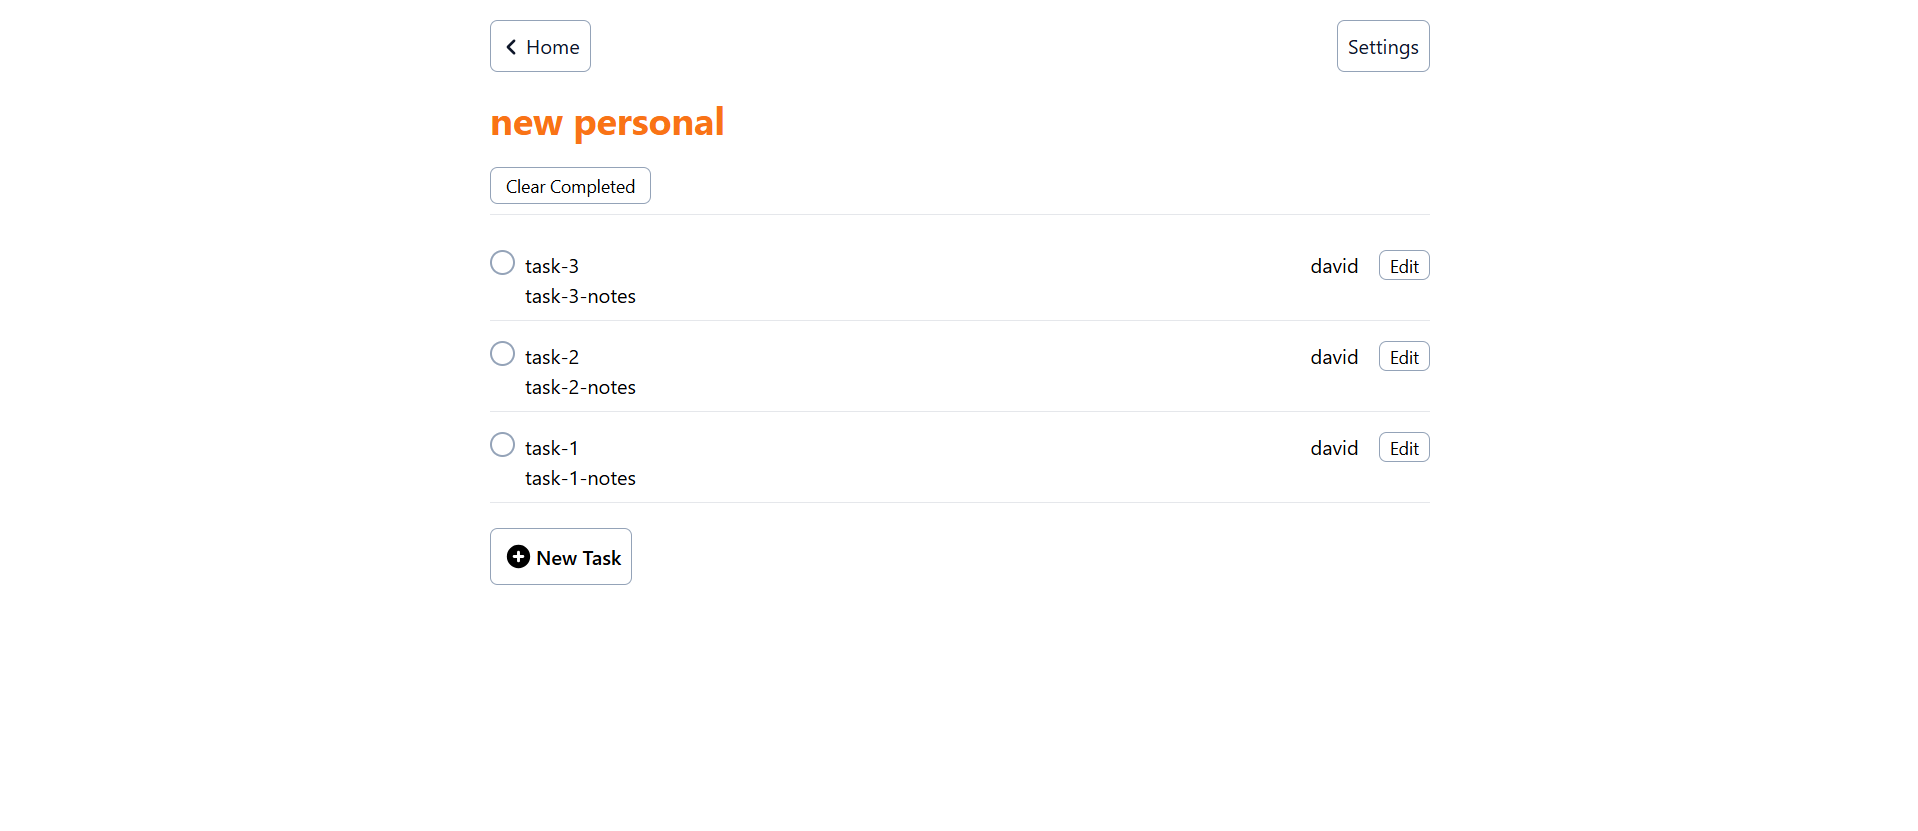 Home
Settings
new personal
Clear Completed
task-3
david
Edit
task-3-notes
task-2
david
Edit
task-2-notes
task-1
david
Edit
task-1-notes
New Task